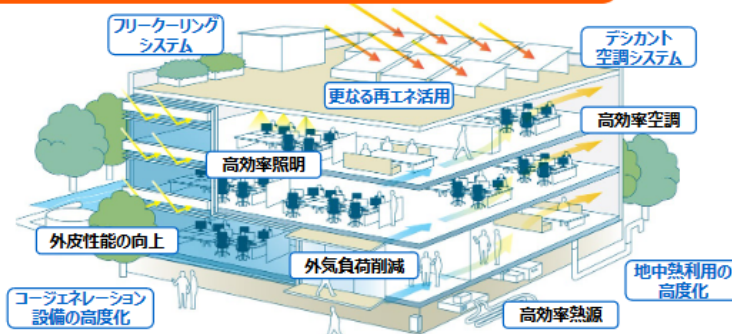 フリークーリング
システム
デシカント
空調システム
更なる再エネ活用
高効率空調
高効率照明
外皮性能の向上
外気負荷削減
地中熱利用の
高度化
コージェネレーション
設備の高度化
高効率熱源